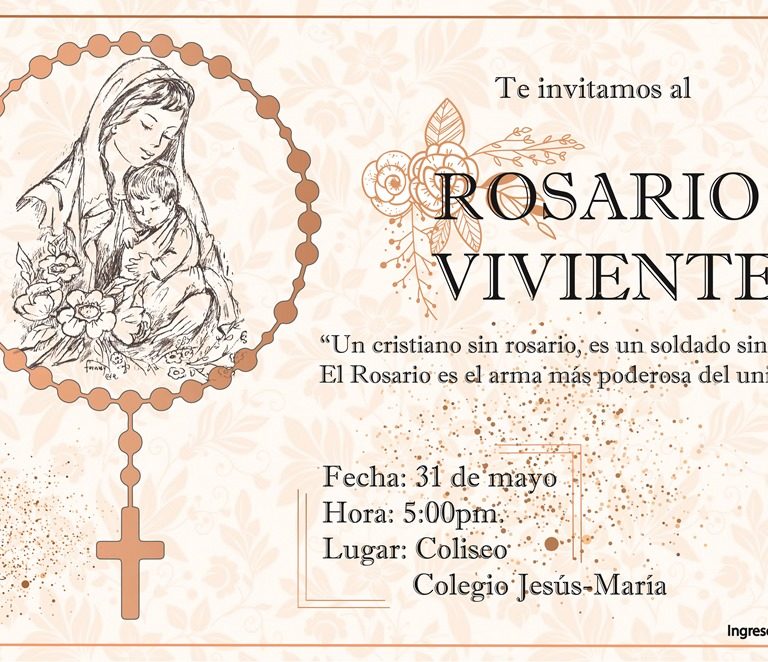 Te invitamos al
ROSARIO
VIVIENTE
“Un cristiano sin rosario, es un soldado sin
El Rosario es el arma más poderosa del uni
Fecha: 31 de mayo
Hora: 5:00pm.
Lugar: Coliseo
Colegio Jesús-María
Ingreso